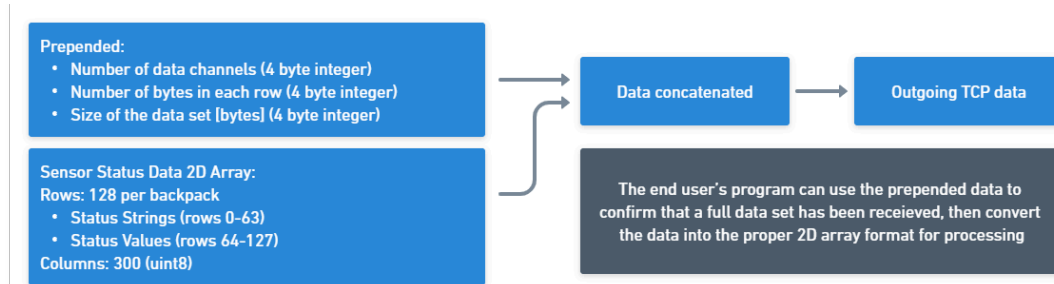 Prepended:
• Number of data channels (4 byte integer)
• Number of bytes in each row (4 byte integer)
• Size of the data set [bytes] (4 byte integer)
Sensor Status Data 2D Array:
Rows: 128 per backpack
• Status Strings (rows 0-63)
• Status Values (rows 64-127)
Columns: 300 (uint8)
Data concatenated
Outgoing TCP data
The end user's program can use the prepended data to
confirm that a full data set has been receieved, then convert
the data into the proper 2D array format for processing